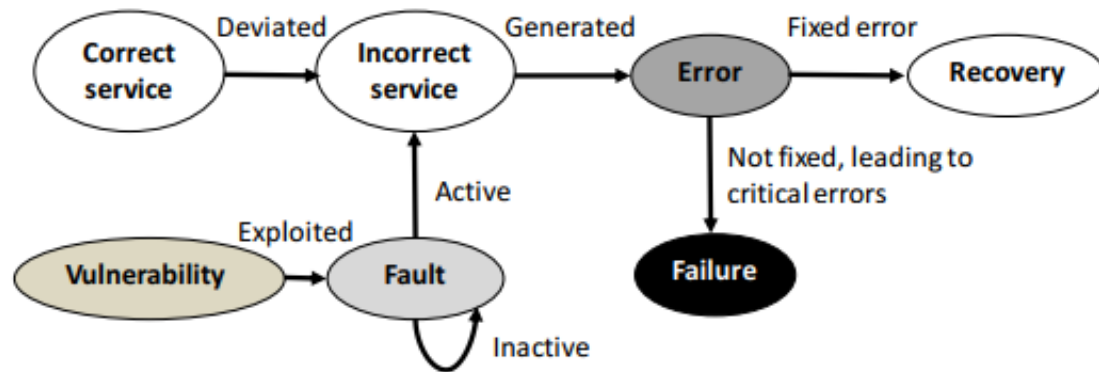 Deviated
Generated
Fixed error
Correct
service
Incorrect
service
Error
Recovery
Not fixed, leading to
critical errors
Active
Exploited
Vulnerability
Fault
Failure
Inactive